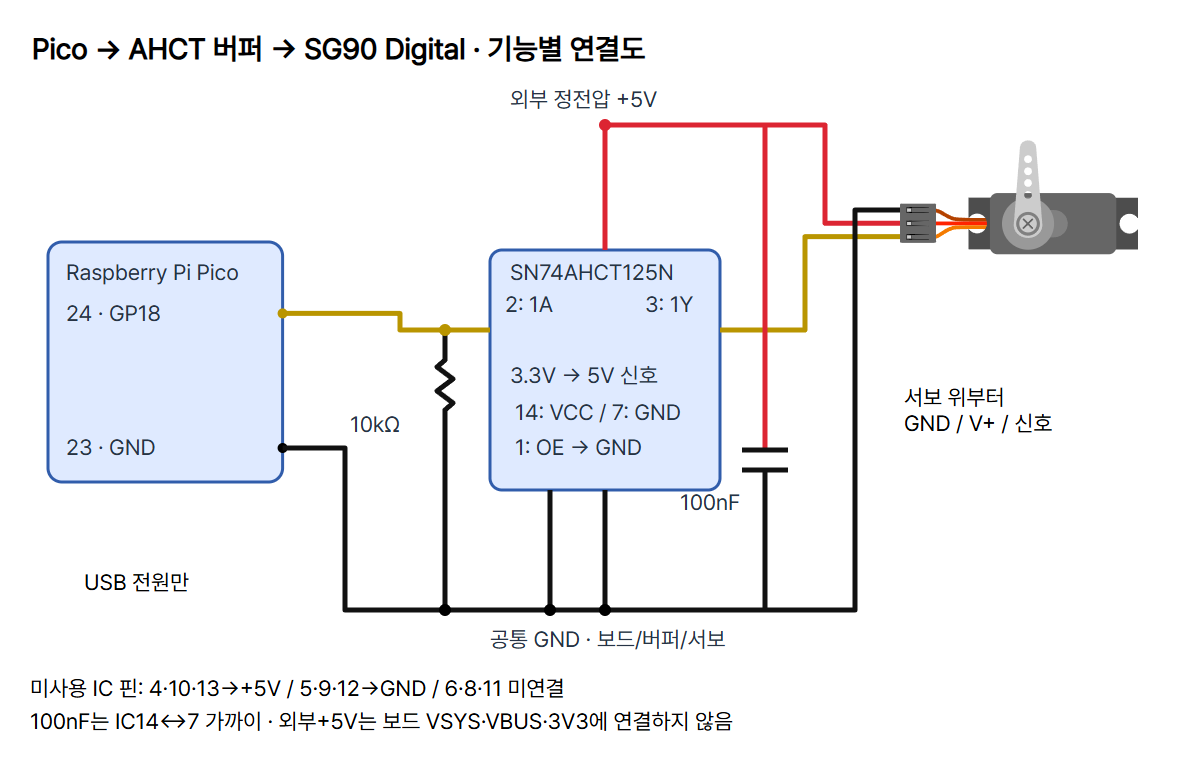 Pico → AHCT 버퍼 → SG90 Digital · 기능별 연결도
외부 정전압 +5V
Raspberry Pi Pico
24 · GP18
23 · GND
SN74AHCT125N
2: 1A 3: 1Y
3.3V → 5V 신호
14: VCC / 7: GND
1: OE → GND
10kΩ
100nF
서보 위부터
GND / V+ / 신호
USB 전원만
공통 GND · 보드/버퍼/서보
미사용 IC 핀: 4·10·13→+5V / 5·9·12→GND / 6·8·11 미연결
100nF는 IC14↔7 가까이 · 외부+5V는 보드 VSYS·VBUS·3V3에 연결하지 않음